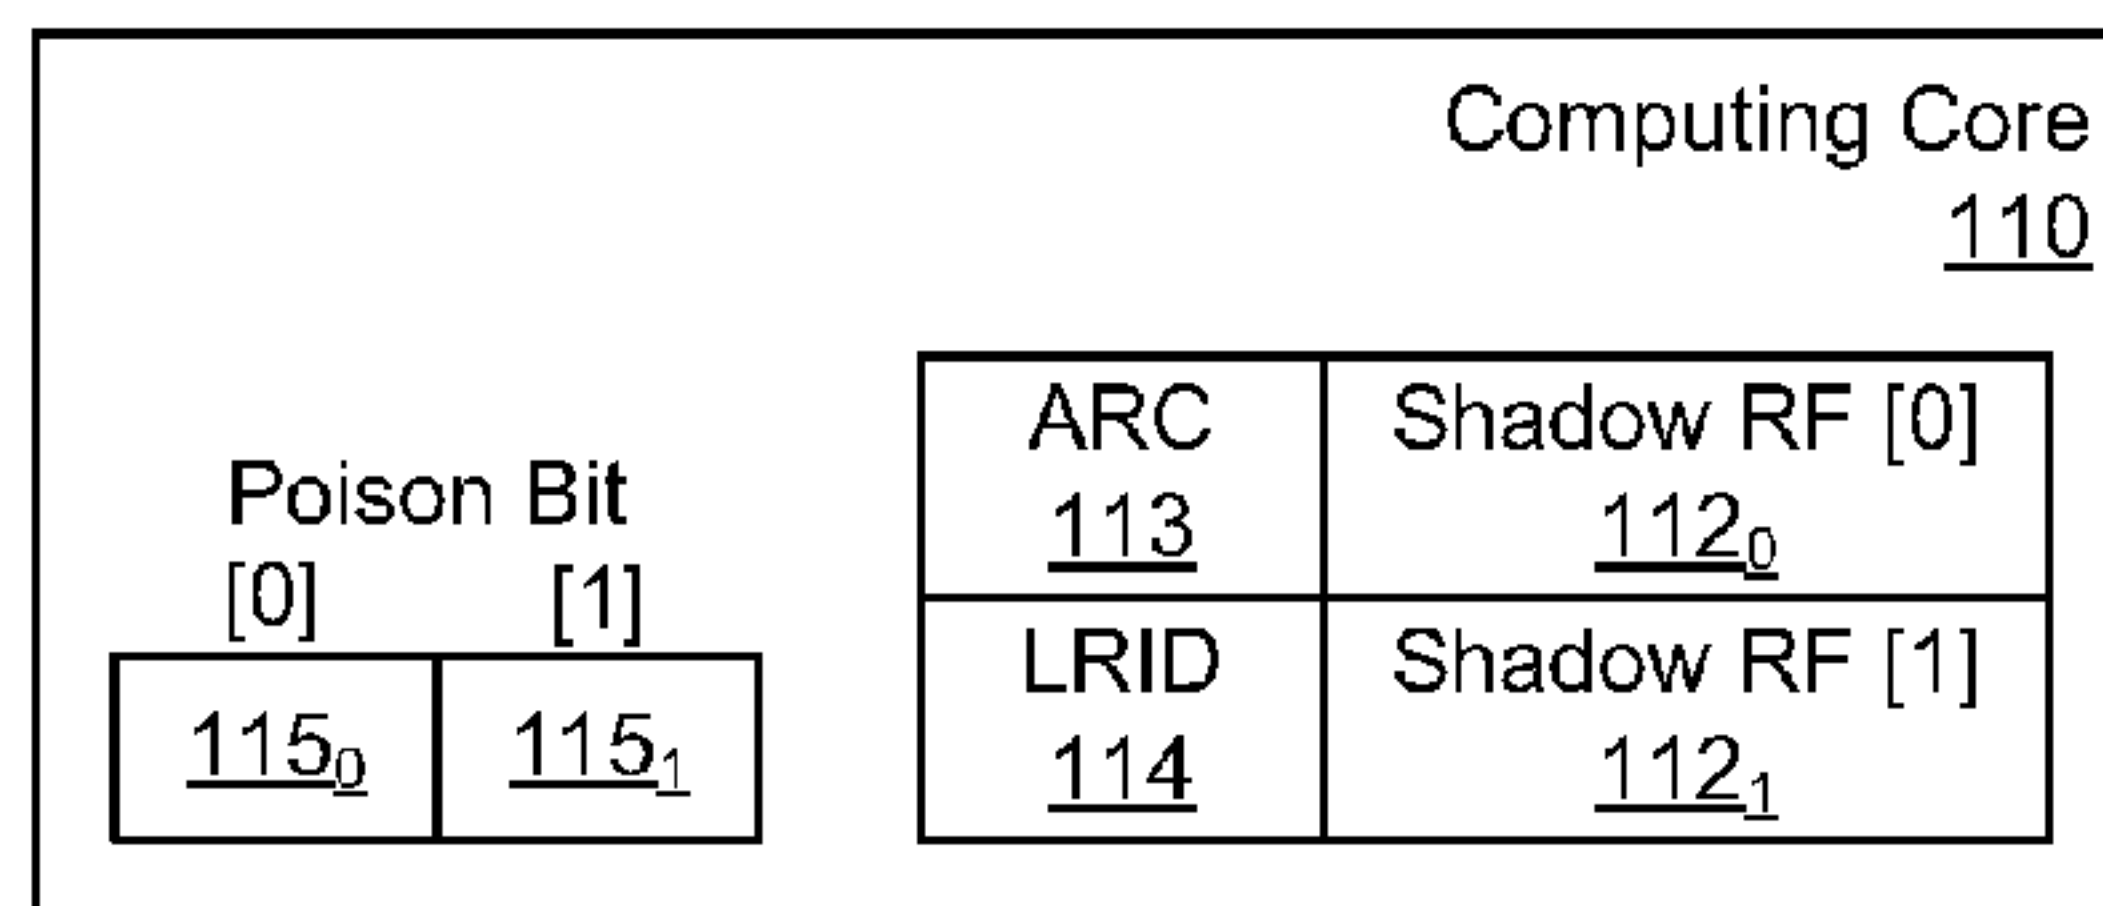 Computing Core
110
ARC Shadow RF [0]
113 112₀
Poison Bit
[0] [1]
LRID Shadow RF [1]
115₀ 115₁
114 112₁